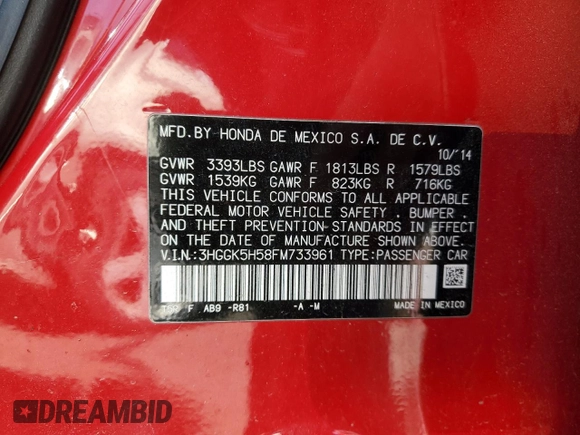 MFD.BY HONDA DE MEXICO S.A. DE C.V.
10/'14
GVWR 3393LBS GAWR F 1813LBS R 1579LBS
GVWR 1539KG GAWR F 823KG R 716KG
THIS VEHICLE CONFORMS TO ALL APPLICABLE
FEDERAL MOTOR VEHICLE SAFETY . BUMPER .
AND THEFT PREVENTION STANDARDS IN EFFECT
ON THE DATE OF MANUFACTURE SHOWN ABOVE.
V.I.N.:3HGGK5H58FM733961 TYPE:PASSENGER CAR
F AB9 -R81 -A -M MADE IN MEXICO
DREAMBID